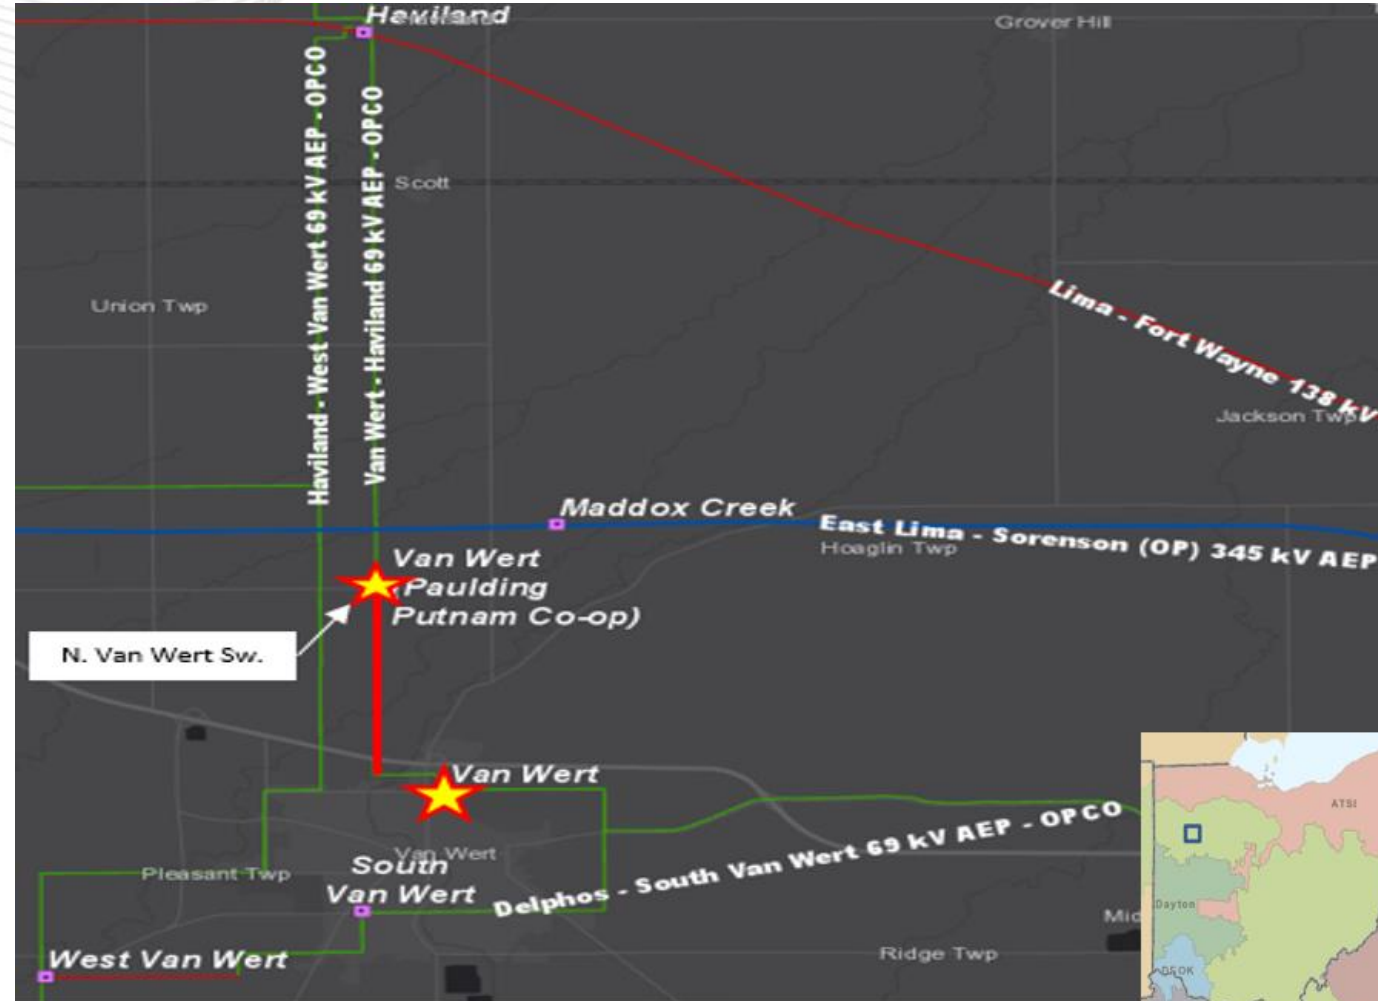 Haviland
Grover Hill
Haviland - West Van Wert 69 kV AEP - OPCO
Van Wert - Haviland 69 kV AEP - OPCO
Scott
Union Twp
Lima - Fort Wayne 138 kV
Jackson Twp
Maddox Creek
East Lima - Sorenson (OP) 345 kV AEP
Hoaglin Twp
Van Wert
(Paulding
Putnam Co-op)
N. Van Wert Sw.
Van Wert
ATSI
Van Wert
South
Van Wert
Pleasant Twp
Delphos - South Van Wert 69 kV AEP - OPCO
Dayton
Mid
Ridge Twp
West Van Wert
DEOK